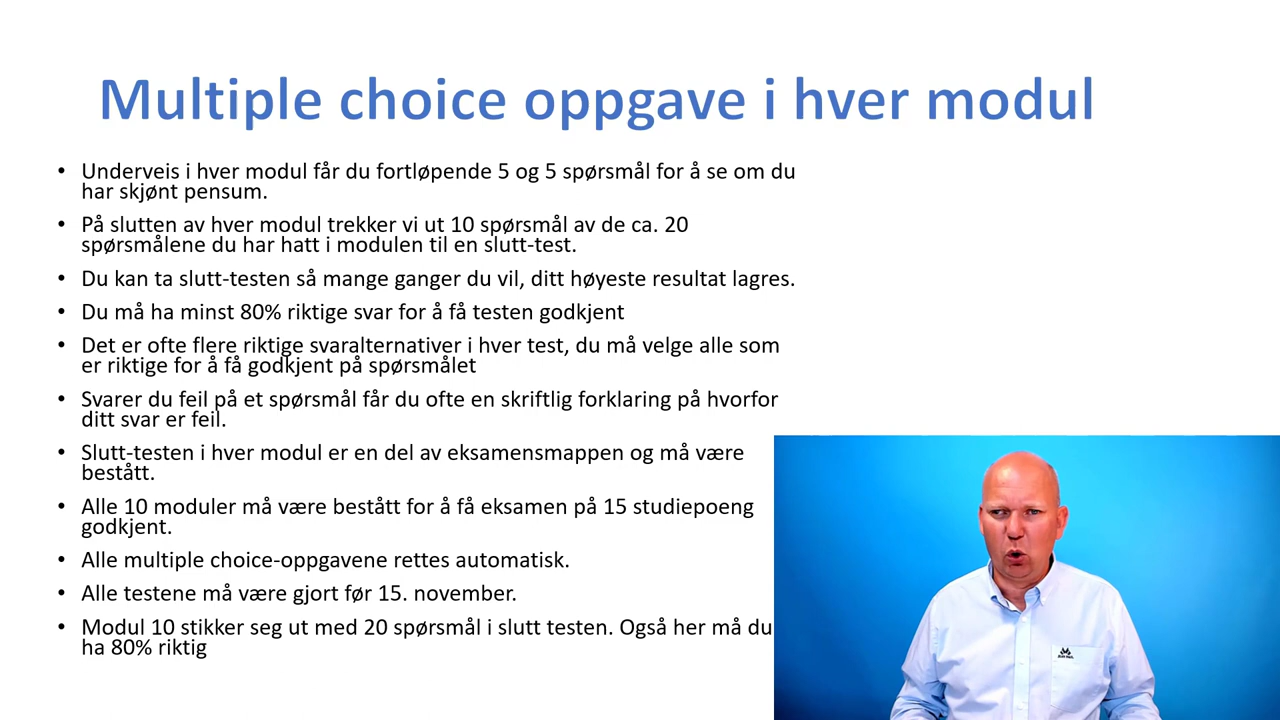 Multiple choice oppgave i hver modul
• Underveis i hver modul får du fortløpende 5 og 5 spørsmål for å se om du
har skjønt pensum.
• På slutten av hver modul trekker vi ut 10 spørsmål av de ca. 20
spørsmålene du har hatt i modulen til en slutt-test.
• Du kan ta slutt-testen så mange ganger du vil, ditt høyeste resultat lagres.
• Du må ha minst 80% riktige svar for å få testen godkjent
• Det er ofte flere riktige svaralternativer i hver test, du må velge alle som
er riktige for å få godkjent på spørsmålet
• Svarer du feil på et spørsmål får du ofte en skriftlig forklaring på hvorfor
ditt svar er feil.
• Slutt-testen i hver modul er en del av eksamensmappen og må være
bestått.
• Alle 10 moduler må være bestått for å få eksamen på 15 studiepoeng
godkjent.
• Alle multiple choice-oppgavene rettes automatisk.
• Alle testene må være gjort før 15. november.
• Modul 10 stikker seg ut med 20 spørsmål i slutt testen. Også her må du
ha 80% riktig